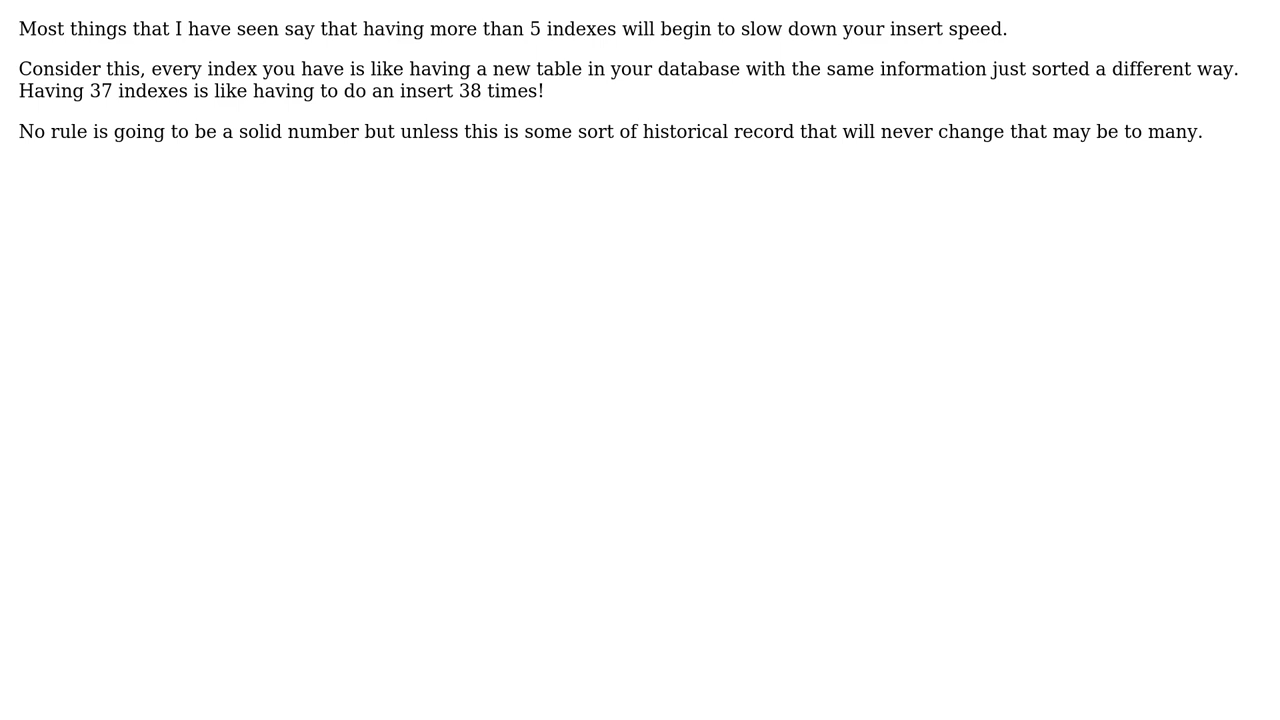 Most things that I have seen say that having more than 5 indexes will begin to slow down your insert speed.
Consider this, every index you have is like having a new table in your database with the same information just sorted a different way.
Having 37 indexes is like having to do an insert 38 times!
No rule is going to be a solid number but unless this is some sort of historical record that will never change that may be to many.